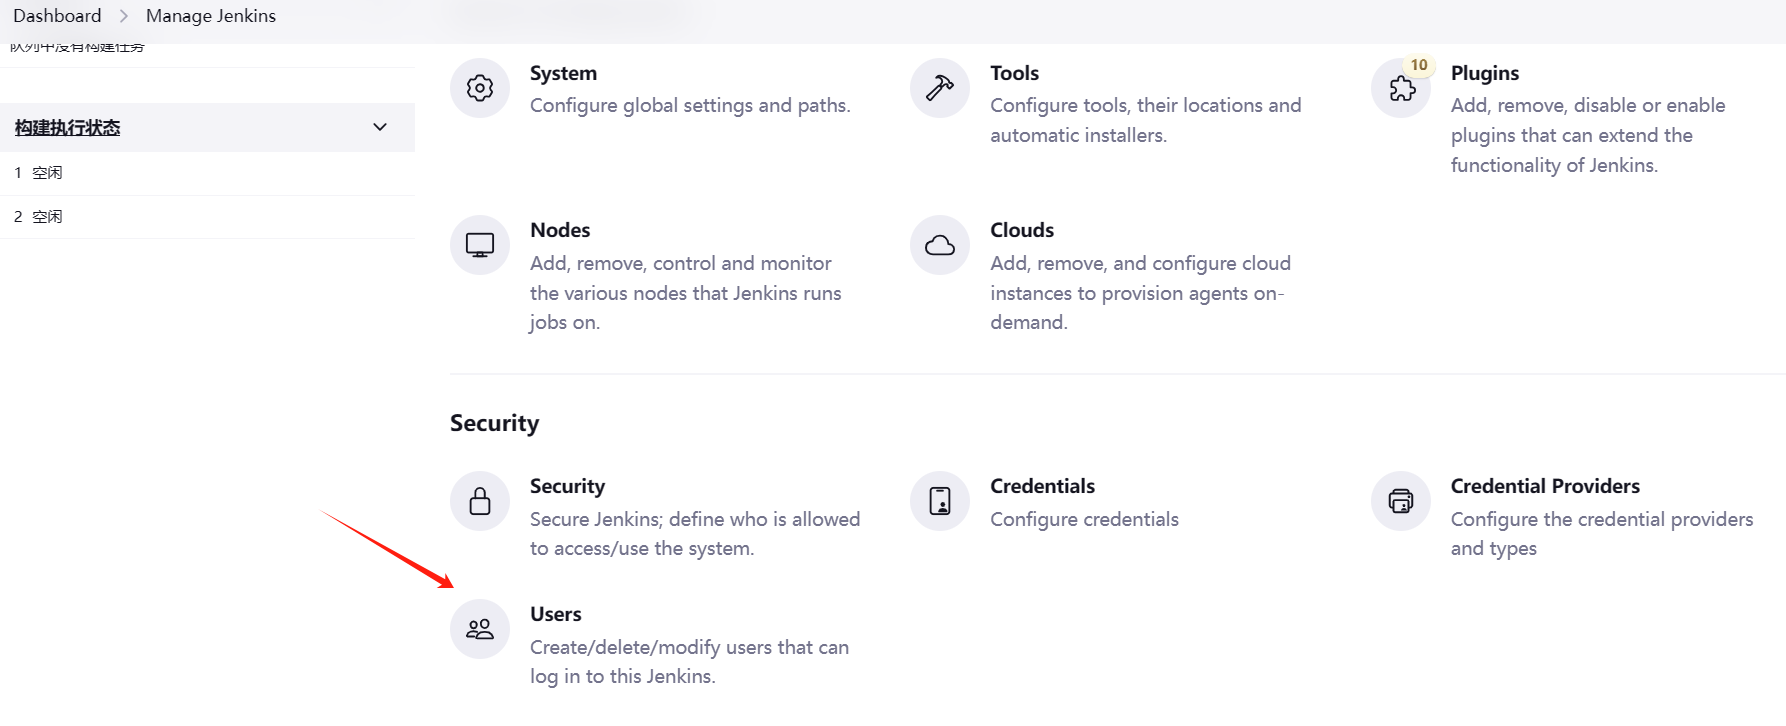 Dashboard
Manage Jenkins
队列中没有构建任务
构建执行状态
1 空闲
2 空闲
System
Configure global settings and paths.
Tools
Configure tools, their locations and
automatic installers.
10
Plugins
Add, remove, disable or enable
plugins that can extend the
functionality of Jenkins.
Nodes
Add, remove, control and monitor
the various nodes that Jenkins runs
jobs on.
Clouds
Add, remove, and configure cloud
instances to provision agents on-
demand.
Security
Security
Secure Jenkins; define who is allowed
to access/use the system.
Credentials
Configure credentials
Credential Providers
Configure the credential providers
and types
Users
Create/delete/modify users that can
log in to this Jenkins.